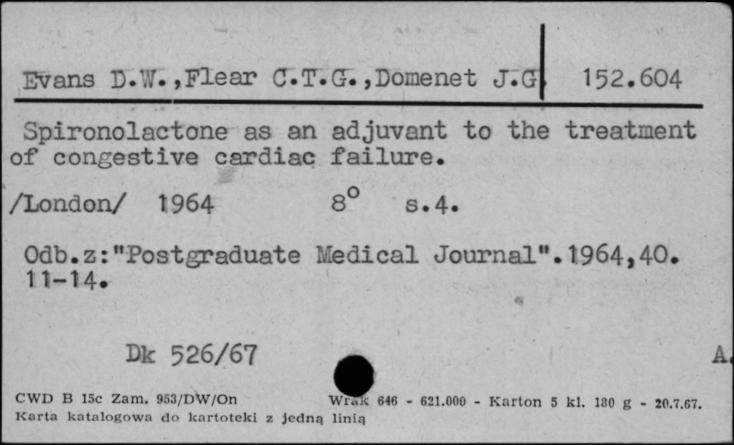 Evans D.W.,Flear C.T.G.,Domenet J.G. 152.604
Spironolactone as an adjuvant to the treatment
of congestive cardiac failure.
/London/ 1964 8° s.4.
Odb.z:"Postgraduate Medical Journal".1964,40.
11-14.
Dk 526/67 A.
CWD B 15c Zam. 953/DW/On Wrak 646 - 621.000 - Karton 5 kl. 180 g - 20.7.67.
Karta katalogowa do kartoteki z jedną linią